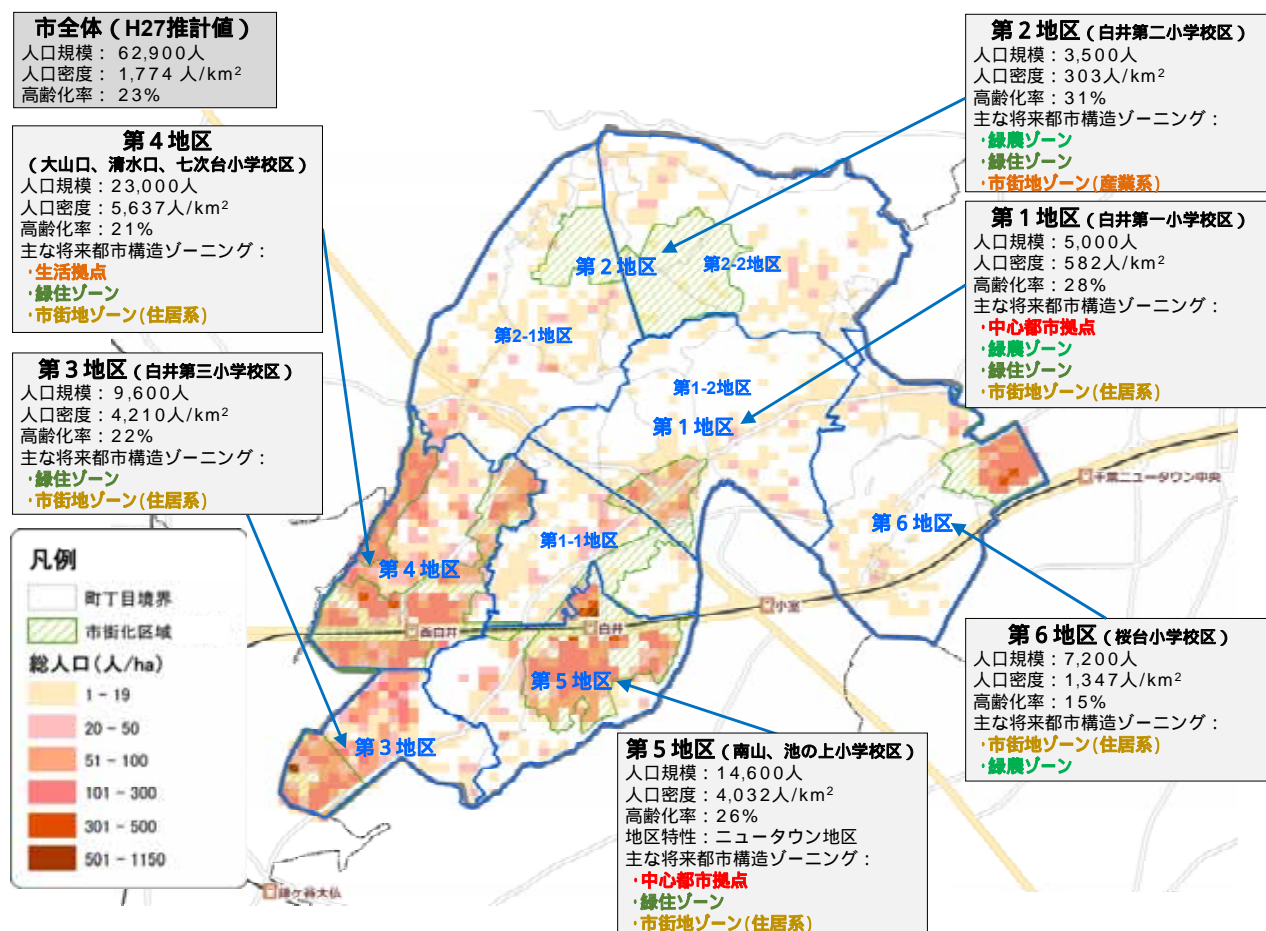 市全体(H27推計値)
人口規模: 62,900人
人口密度: 1,774 人/km²
高齢化率: 23%
第4地区
(大山口、清水口、七次台小学校区)
人口規模:23,000人
人口密度:5,637人/km²
高齢化率:21%
主な将来都市構造ゾーニング:
・生活拠点
・緑住ゾーン
・市街地ゾーン(住居系)
第3地区(白井第三小学校区)
人口規模:9,600人
人口密度:4,210人/km²
高齢化率:22%
主な将来都市構造ゾーニング:
・緑住ゾーン
・市街地ゾーン(住居系)
凡例
町丁目境界
市街化区域
総人口(人/ha)
1-19
20-50
51-100
101-300
301-500
501-1150
第2地区(白井第二小学校区)
人口規模:3,500人
人口密度:303人/km²
高齢化率:31%
主な将来都市構造ゾーニング:
・緑農ゾーン
・緑住ゾーン
・市街地ゾーン(産業系)
第1地区(白井第一小学校区)
人口規模:5,000人
人口密度:582人/km²
高齢化率:28%
主な将来都市構造ゾーニング:
・中心都市拠点
・緑農ゾーン
・緑住ゾーン
・市街地ゾーン(住居系)
第6地区(桜台小学校区)
人口規模:7,200人
人口密度:1,347人/km²
高齢化率:15%
主な将来都市構造ゾーニング:
・市街地ゾーン(住居系)
・緑農ゾーン
第5地区(南山、池の上小学校区)
人口規模:14,600人
人口密度:4,032人/km²
高齢化率:26%
地区特性:ニュータウン地区
主な将来都市構造ゾーニング:
・中心都市拠点
・緑住ゾーン
・市街地ゾーン(住居系)
第2地区
第2-2地区
第2-1地区
第1-2地区
第1地区
第1-1地区
第6地区
第4地区
第5地区
第3地区
千葉ニュータウン中央
小室
白井
西白井
鎌ヶ谷大仏